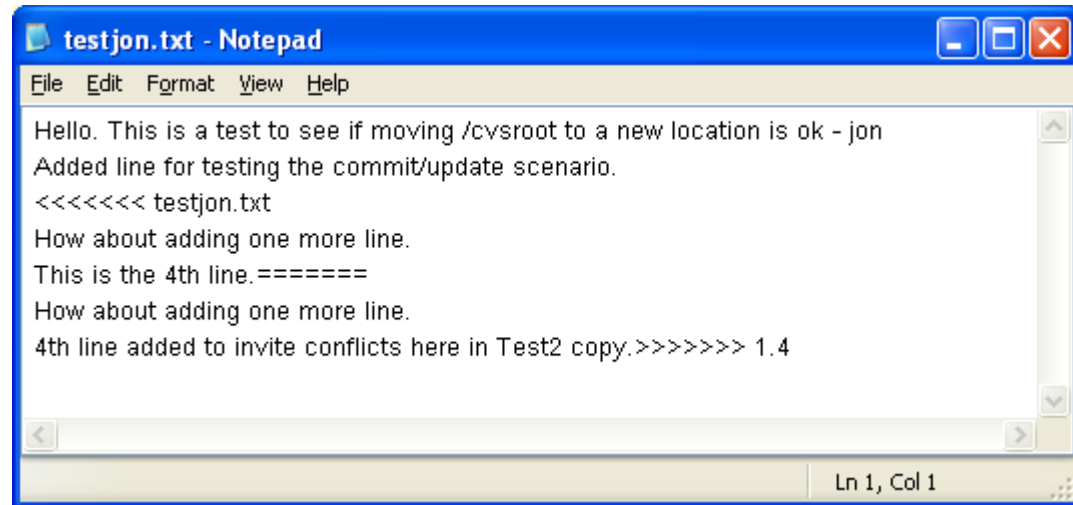 testjon.txt - Notepad
File Edit Format View Help
Hello. This is a test to see if moving /cvsroot to a new location is ok - jon
Added line for testing the commit/update scenario.
<<<<<<< testjon.txt
How about adding one more line.
This is the 4th line.=======
How about adding one more line.
4th line added to invite conflicts here in Test2 copy.>>>>>>> 1.4
Ln 1, Col 1